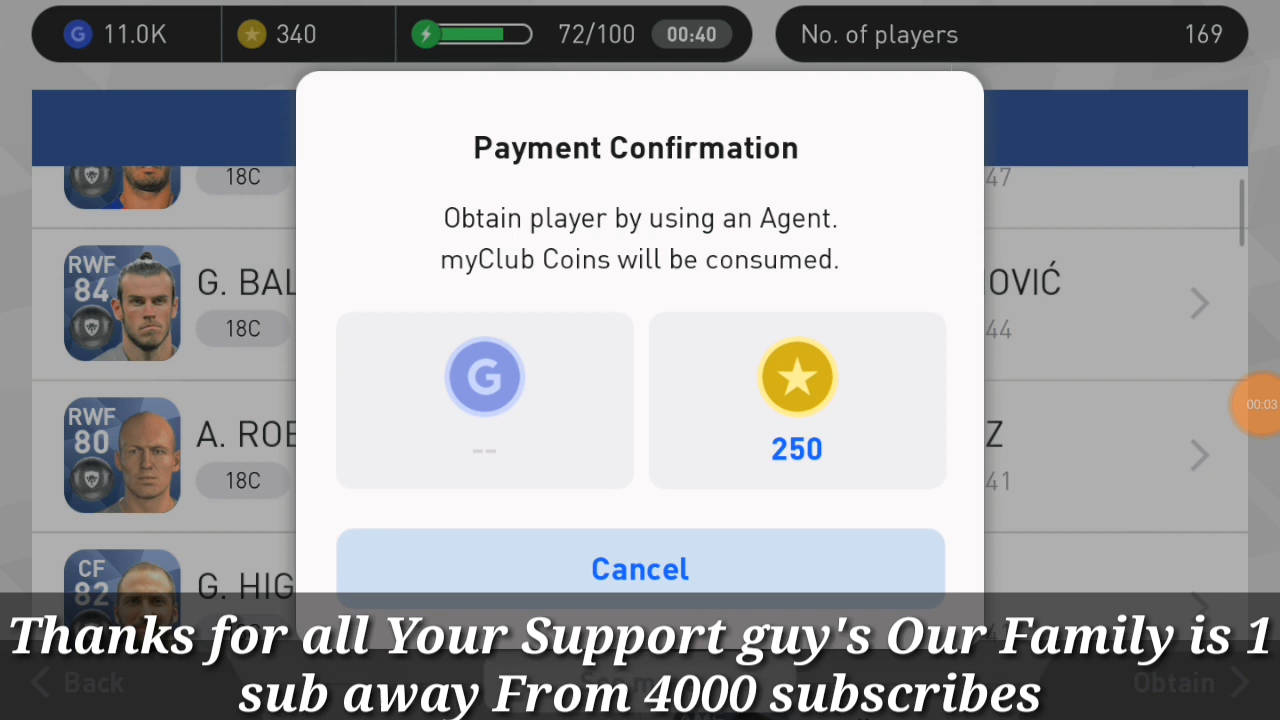 G 11.0K 340 72/100 00:40 No. of players 169
Payment Confirmation
Obtain player by using an Agent.
myClub Coins will be consumed.
G
--
250
Cancel
18C 47
RWF
84
G. BAL OVIĆ
18C 44
RWF
80
A. ROB Z
18C 41
CF
82
G. HIG
00:03
Thanks for all Your Support guy's Our Family is 1
sub away From 4000 subscribes
Back Obtain